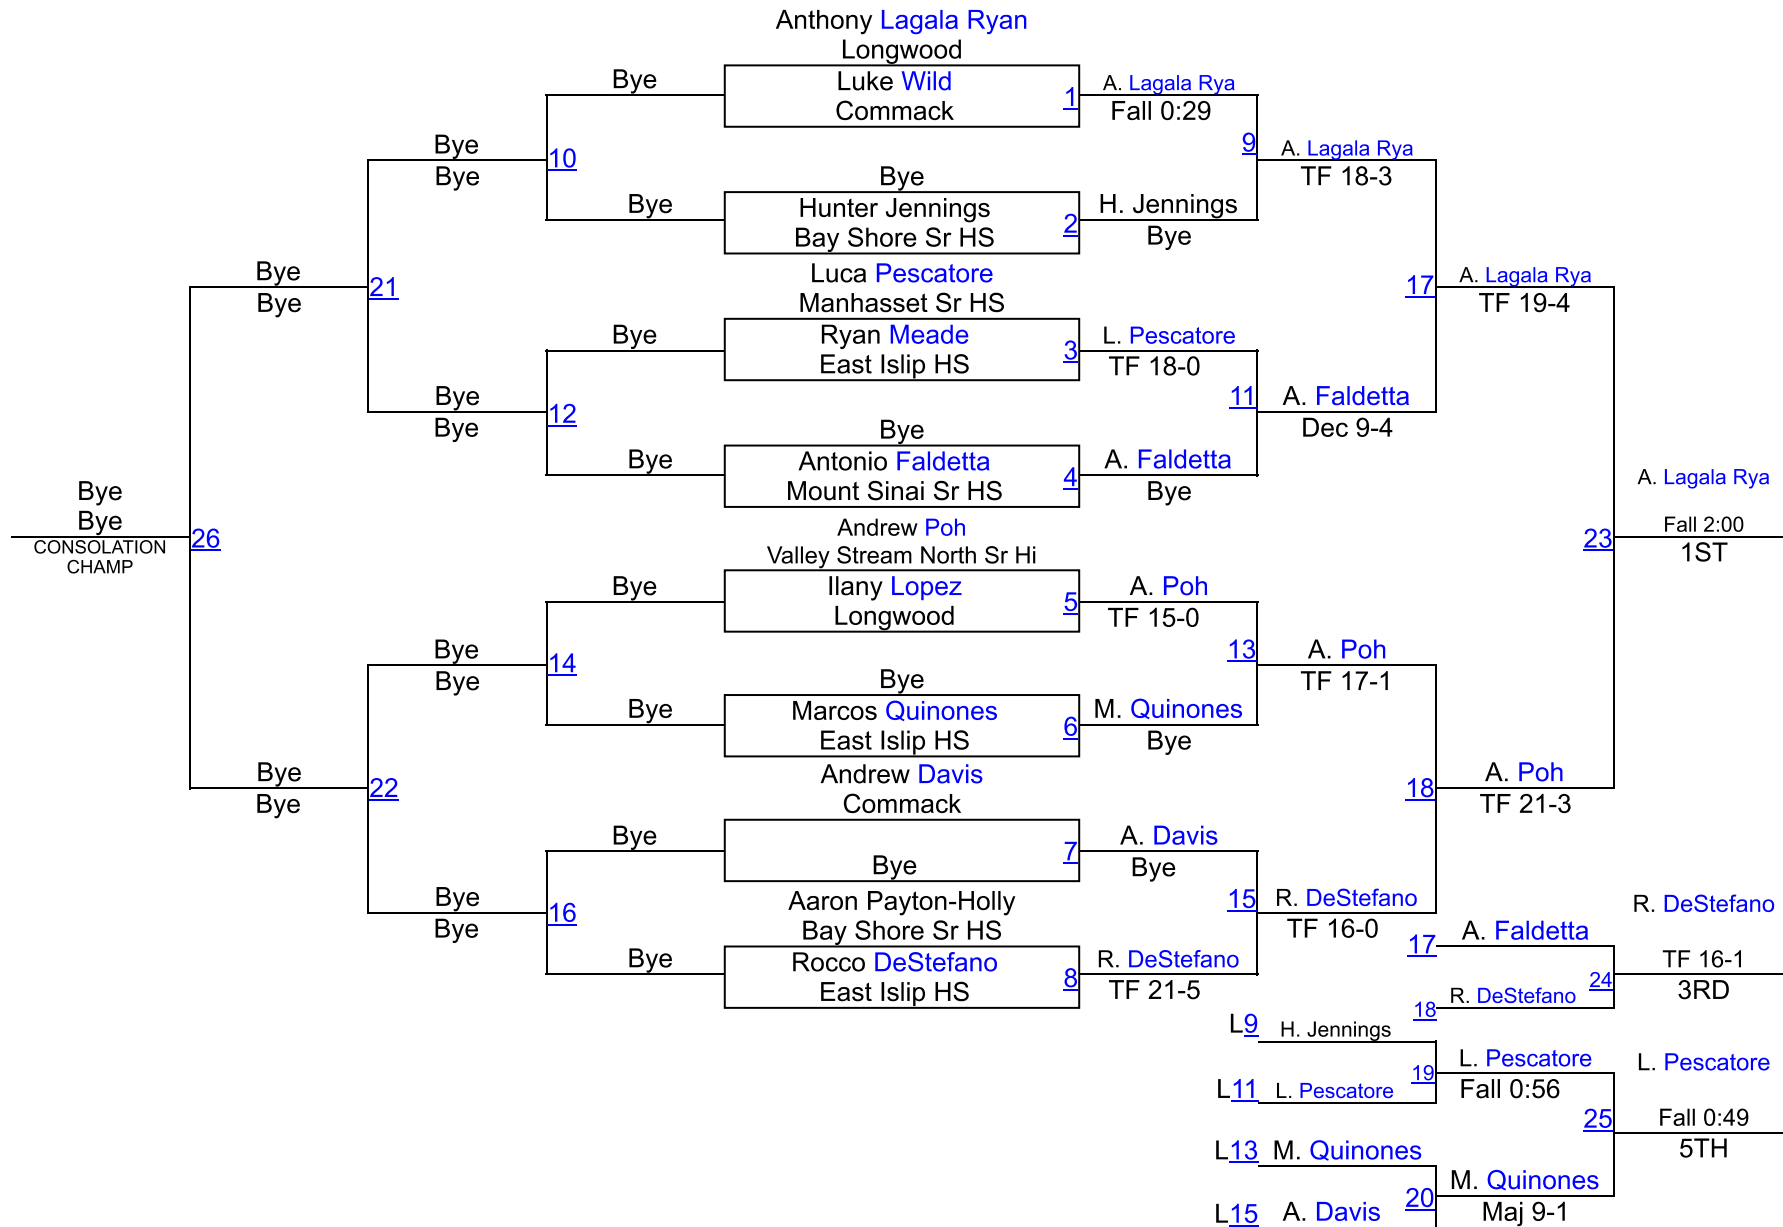 Anthony Lagala Ryan
Longwood
Bye
Luke Wild
Commack
1
A. Lagala Rya
Fall 0:29
Bye
Bye
10
9
A. Lagala Rya
TF 18-3
Bye
Bye
Hunter Jennings
Bay Shore Sr HS
2
H. Jennings
Bye
Bye
Bye
21
Luca Pescatore
Manhasset Sr HS
17
A. Lagala Rya
TF 19-4
Bye
Ryan Meade
East Islip HS
3
L. Pescatore
TF 18-0
Bye
Bye
12
11
A. Faldetta
Dec 9-4
Bye
Bye
Antonio Faldetta
Mount Sinai Sr HS
4
A. Faldetta
Bye
Bye
Bye
CONSOLATION
CHAMP
26
Andrew Poh
Valley Stream North Sr Hi
23
A. Lagala Rya
Fall 2:00
1ST
Bye
Ilany Lopez
Longwood
5
A. Poh
TF 15-0
Bye
Bye
14
13
A. Poh
TF 17-1
Bye
Bye
Marcos Quinones
East Islip HS
6
M. Quinones
Bye
Bye
Bye
22
Andrew Davis
Commack
18
A. Poh
TF 21-3
Bye
Bye
7
A. Davis
Bye
Bye
Bye
16
Aaron Payton-Holly
Bay Shore Sr HS
15
R. DeStefano
TF 16-0
Bye
Rocco DeStefano
East Islip HS
8
R. DeStefano
TF 21-5
17
A. Faldetta
18
R. DeStefano
24
R. DeStefano
TF 16-1
3RD
L9
H. Jennings
L11
L. Pescatore
19
L. Pescatore
Fall 0:56
L. Pescatore
25
Fall 0:49
5TH
L13
M. Quinones
L15
A. Davis
20
M. Quinones
Maj 9-1